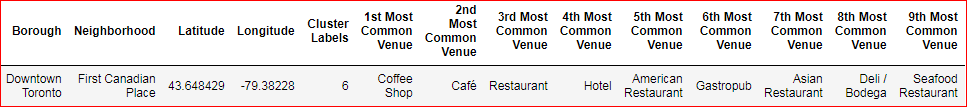 Borough Neighborhood Latitude Longitude Cluster Labels 1st Most Common Venue 2nd Most Common Venue 3rd Most Common Venue 4th Most Common Venue 5th Most Common Venue 6th Most Common Venue 7th Most Common Venue 8th Most Common Venue 9th Most Common Venue
Downtown Toronto First Canadian Place 43.648429 -79.38228 6 Coffee Shop Café Restaurant Hotel American Restaurant Gastropub Asian Restaurant Deli / Bodega Seafood Restaurant